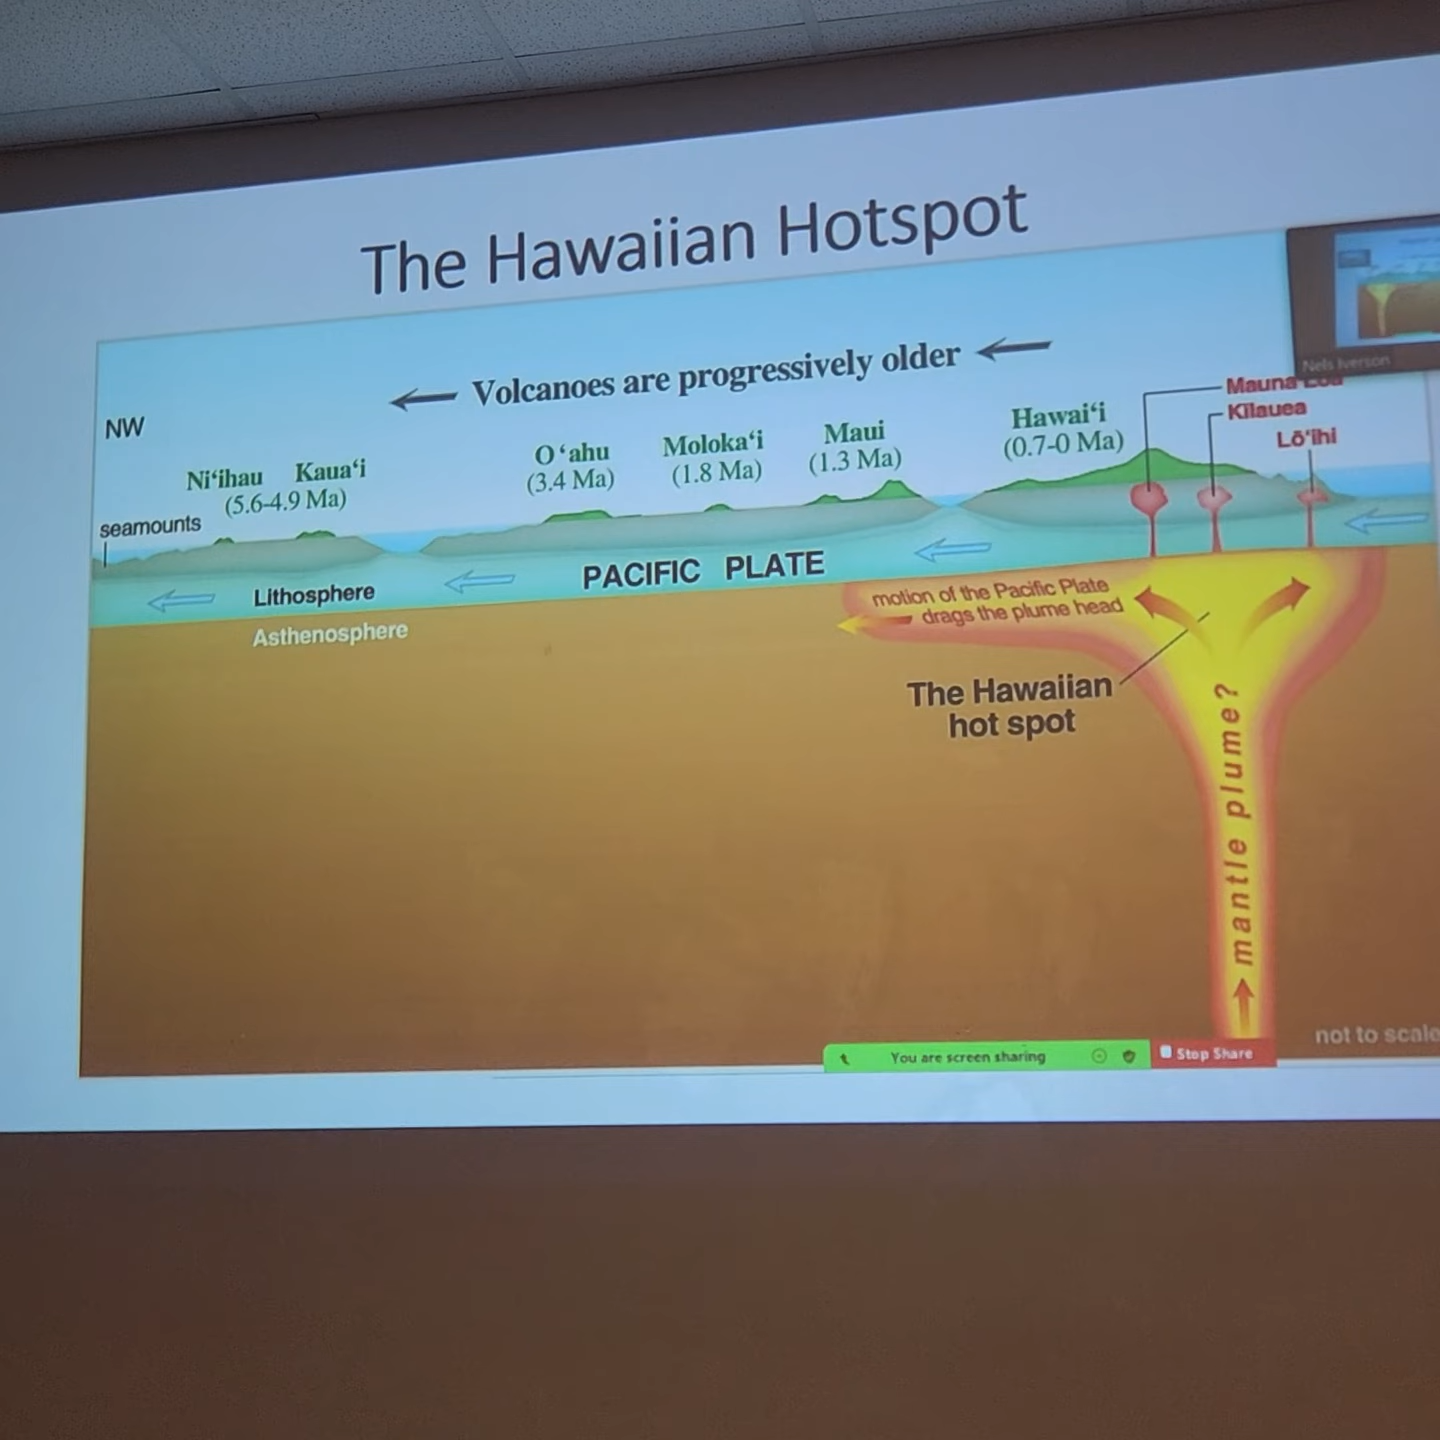 The Hawaiian Hotspot
Nels Iverson
← Volcanoes are progressively older ←
NW
Mauna Loa
Kīlauea
Lō‘ihi
Hawai‘i
(0.7-0 Ma)
Maui
(1.3 Ma)
Moloka‘i
(1.8 Ma)
O‘ahu
(3.4 Ma)
Ni‘ihau Kaua‘i
(5.6-4.9 Ma)
seamounts
PACIFIC PLATE
Lithosphere
Asthenosphere
motion of the Pacific Plate
drags the plume head
The Hawaiian
hot spot
mantle plume?
not to scale
You are screen sharing
Stop Share